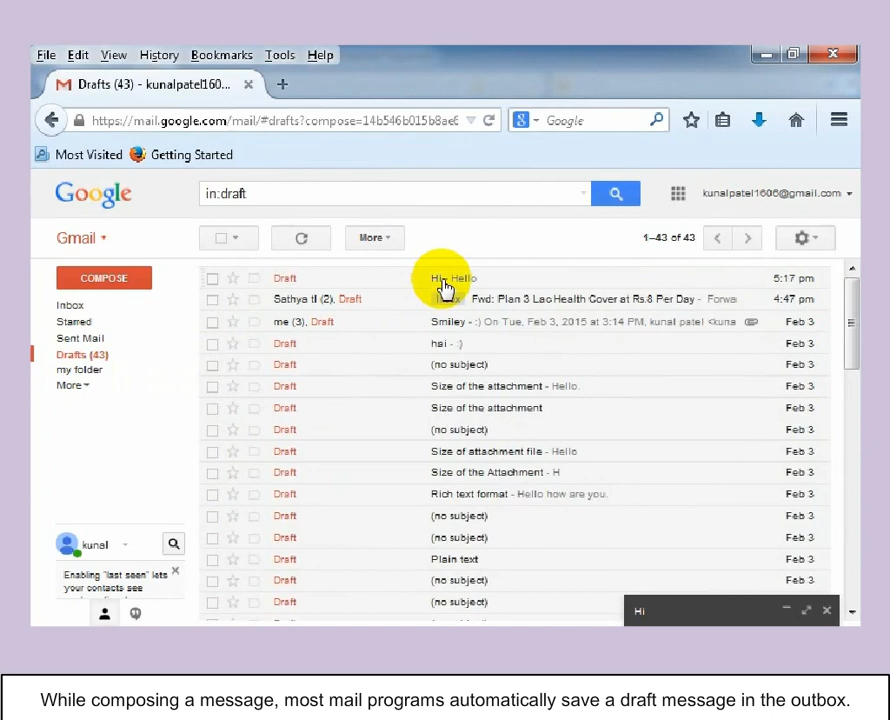 File Edit View History Bookmarks Tools Help
Drafts (43) - kunalpatel160...
https://mail.google.com/mail/#drafts?compose=14b546b015b8ae6
Google
Most Visited Getting Started
Google in:draft kunalpatel1606@gmail.com
Gmail More 1–43 of 43
COMPOSE
Inbox
Starred
Sent Mail
Drafts (43)
my folder
More
Draft Hi - Hello 5:17 pm
Sathya tl (2), Draft Inbox Fwd: Plan 3 Lac Health Cover at Rs.8 Per Day - Forwa 4:47 pm
me (3), Draft Smiley - :) On Tue, Feb 3, 2015 at 3:14 PM, kunal patel <kuna Feb 3
Draft hai - :) Feb 3
Draft (no subject) Feb 3
Draft Size of the attachment - Hello. Feb 3
Draft Size of the attachment Feb 3
Draft (no subject) Feb 3
Draft Size of attachment file - Hello Feb 3
Draft Size of the Attachment - H Feb 3
Draft Rich text format - Hello how are you. Feb 3
Draft (no subject) Feb 3
Draft (no subject) Feb 3
Draft Plain text Feb 3
Draft (no subject) Feb 3
Draft (no subject)
kunal
Enabling "last seen" lets
your contacts see
Hi
While composing a message, most mail programs automatically save a draft message in the outbox.